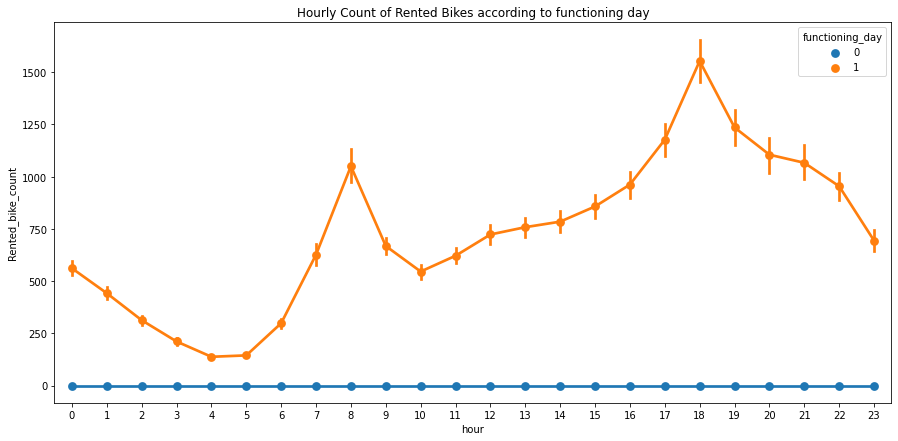 Hourly Count of Rented Bikes according to functioning day
functioning_day
0
1
1500
1250
1000
750
500
250
0
Rented_bike_count
0 1 2 3 4 5 6 7 8 9 10 11 12 13 14 15 16 17 18 19 20 21 22 23
hour